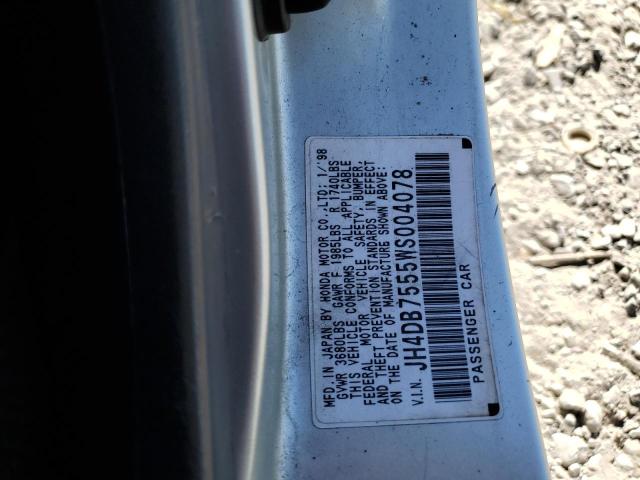 MFD.IN JAPAN BY HONDA MOTOR CO.,LTD: 1/'98
GVWR 3680LBS GAWR F 1985LBS R 1740LBS
THIS VEHICLE CONFORMS TO ALL APPLICABLE
FEDERAL MOTOR VEHICLE SAFETY, BUMPER,
AND THEFT PREVENTION STANDARDS IN EFFECT
ON THE DATE OF MANUFACTURE SHOWN ABOVE:
V.I.N. JH4DB7555WS004078
PASSENGER CAR